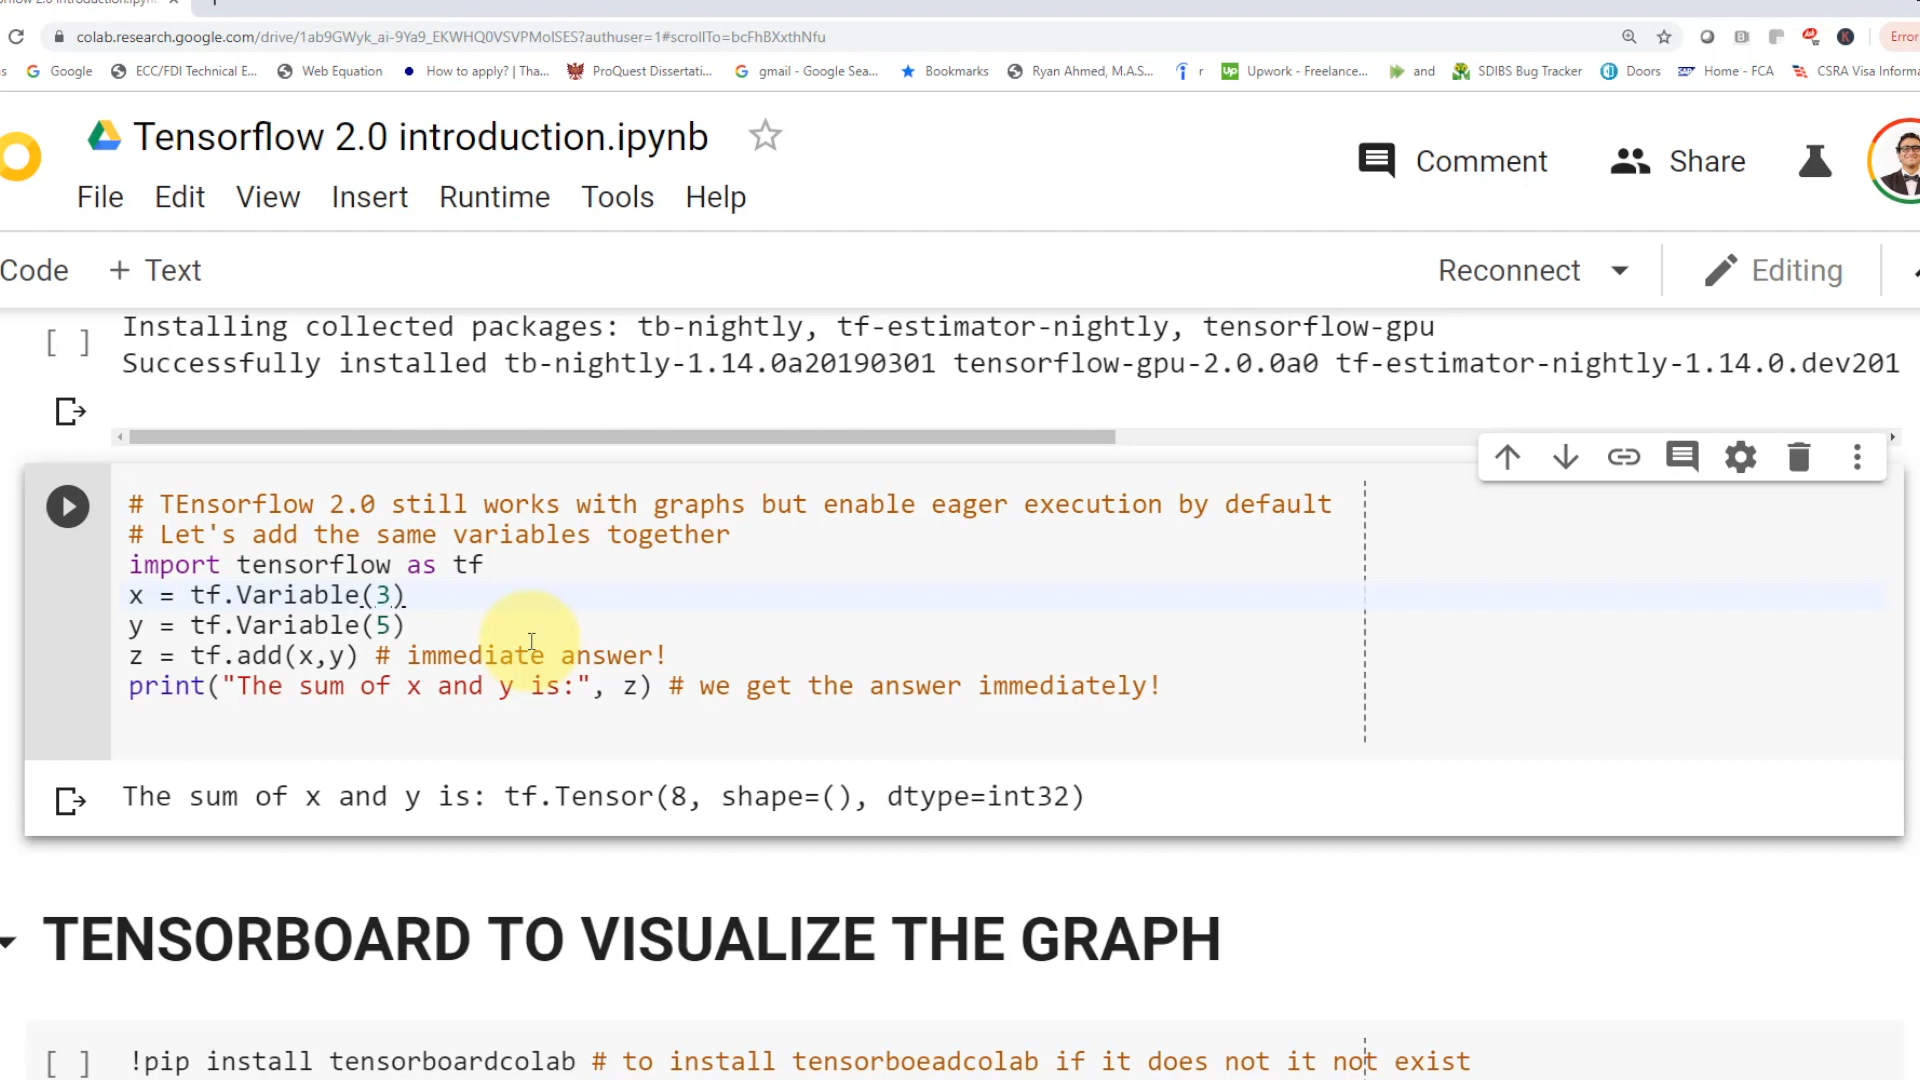 colab.research.google.com/drive/1ab9GWyk_ai-9Ya9_EKWHQ0VSVPMolSES?authuser=1#scrollTo=bcFhBXxthNfu
Error
Google ECC/FDI Technical E... Web Equation How to apply? | Tha... ProQuest Dissertati... gmail - Google Sea... Bookmarks Ryan Ahmed, M.A.S... r Upwork - Freelance... and SDIBS Bug Tracker Doors Home - FCA CSRA Visa Informa
Tensorflow 2.0 introduction.ipynb
Comment Share
File Edit View Insert Runtime Tools Help
Code + Text Reconnect Editing
[ ] Installing collected packages: tb-nightly, tf-estimator-nightly, tensorflow-gpu
Successfully installed tb-nightly-1.14.0a20190301 tensorflow-gpu-2.0.0a0 tf-estimator-nightly-1.14.0.dev201
# TEnsorflow 2.0 still works with graphs but enable eager execution by default
# Let's add the same variables together
import tensorflow as tf
x = tf.Variable(3)
y = tf.Variable(5)
z = tf.add(x,y) # immediate answer!
print("The sum of x and y is:", z) # we get the answer immediately!
The sum of x and y is: tf.Tensor(8, shape=(), dtype=int32)
TENSORBOARD TO VISUALIZE THE GRAPH
[ ] !pip install tensorboardcolab # to install tensorboeadcolab if it does not it not exist